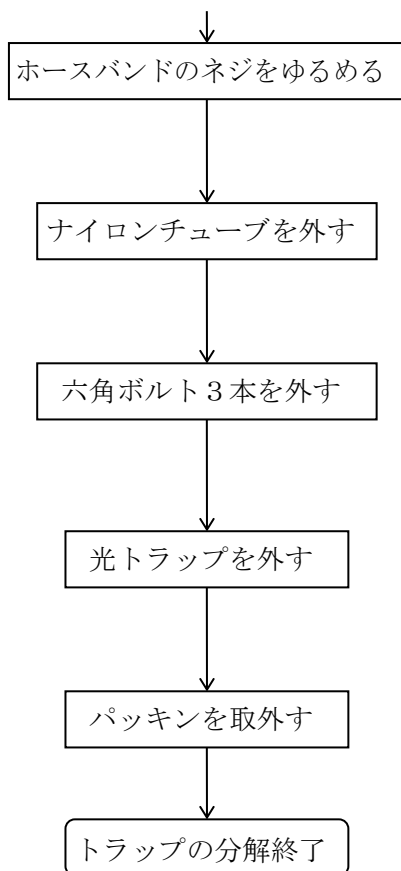 ホースバンドのネジをゆるめる
ナイロンチューブを外す
六角ボルト３本を外す
光トラップを外す
パッキンを取外す
トラップの分解終了